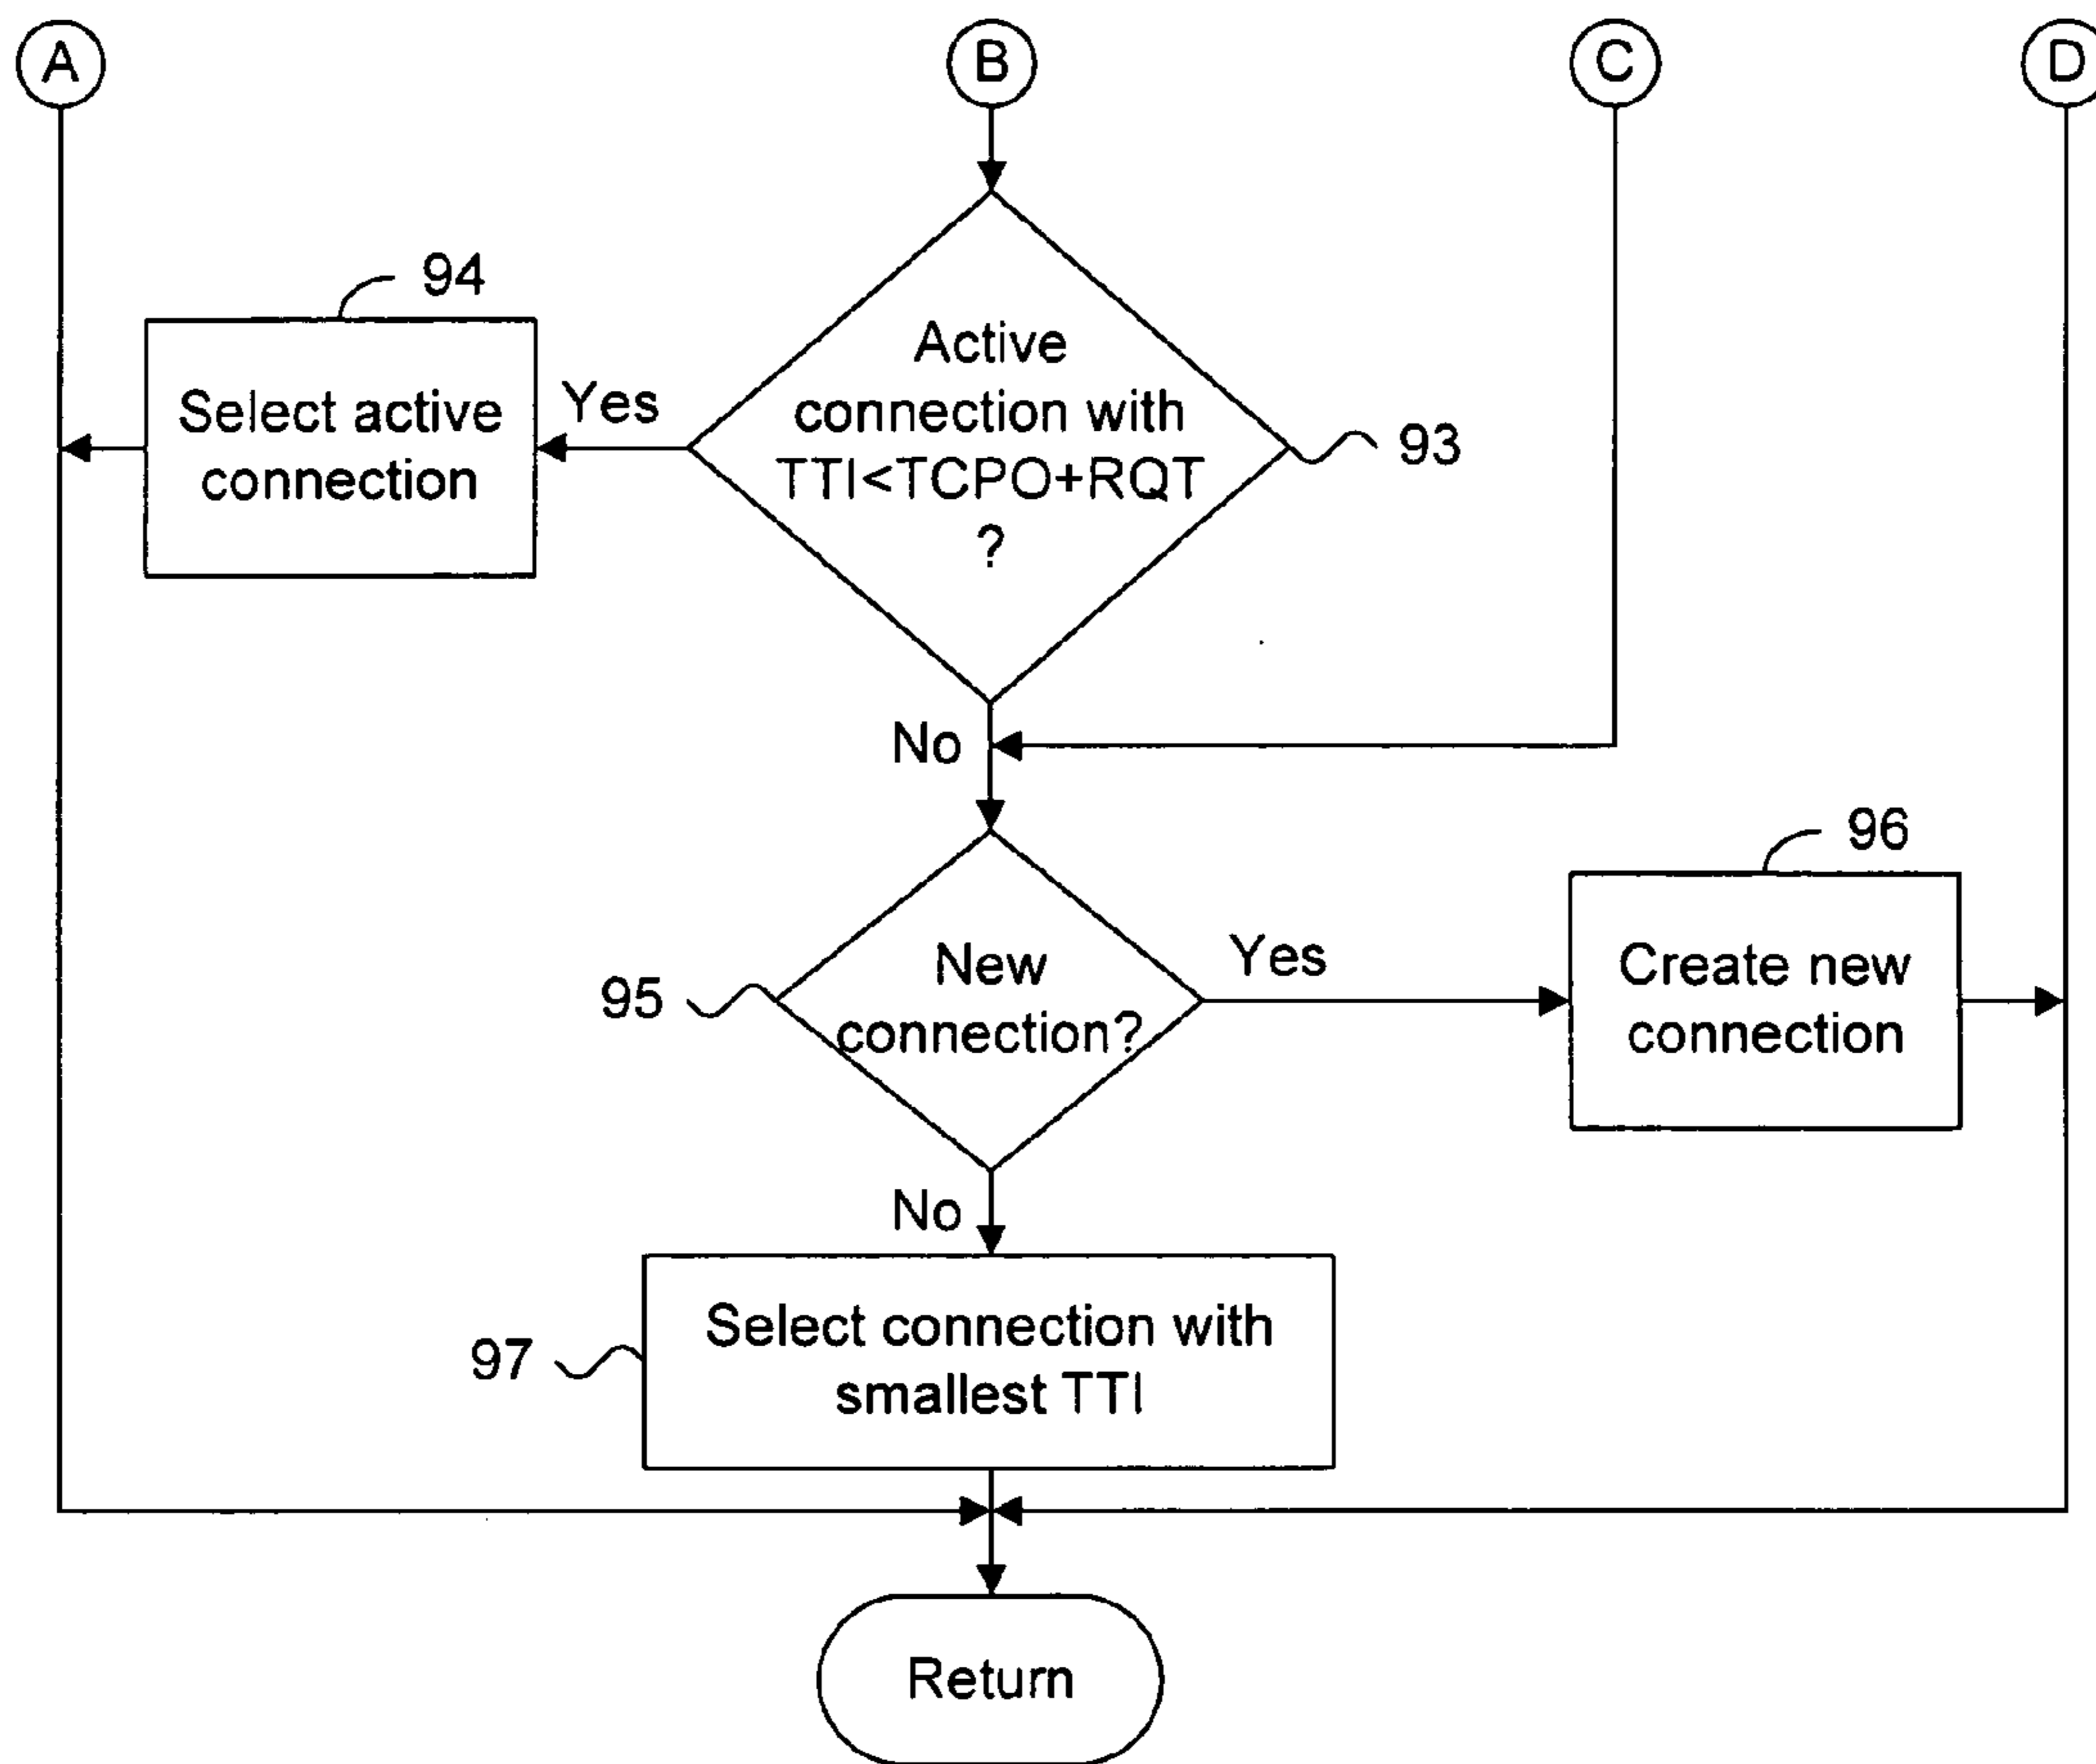 A
B
C
D
94
Active
connection with
TTI<TCPO+RQT
?
93
Select active
connection
Yes
No
96
New
connection?
95
Yes
Create new
connection
No
Select connection with
smallest TTI
97
Return